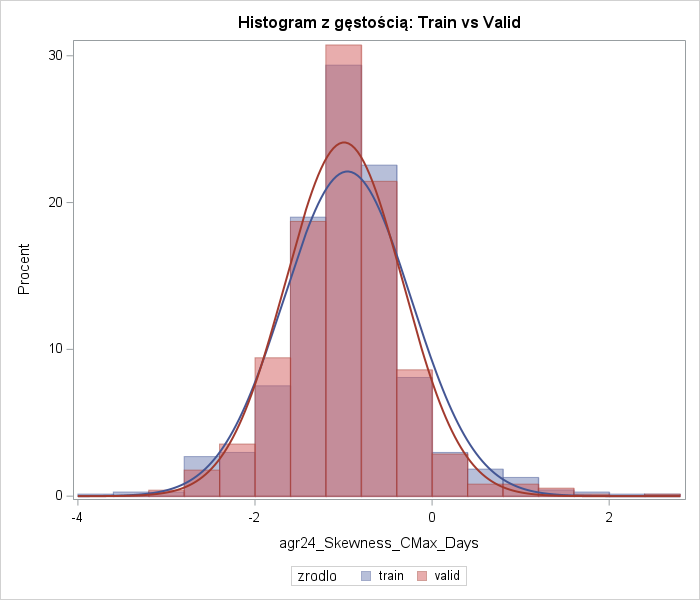 Histogram z gęstością: Train vs Valid
30
20
10
0
Procent
-4 -2 0 2
agr24_Skewness_CMax_Days
zrodlo train valid